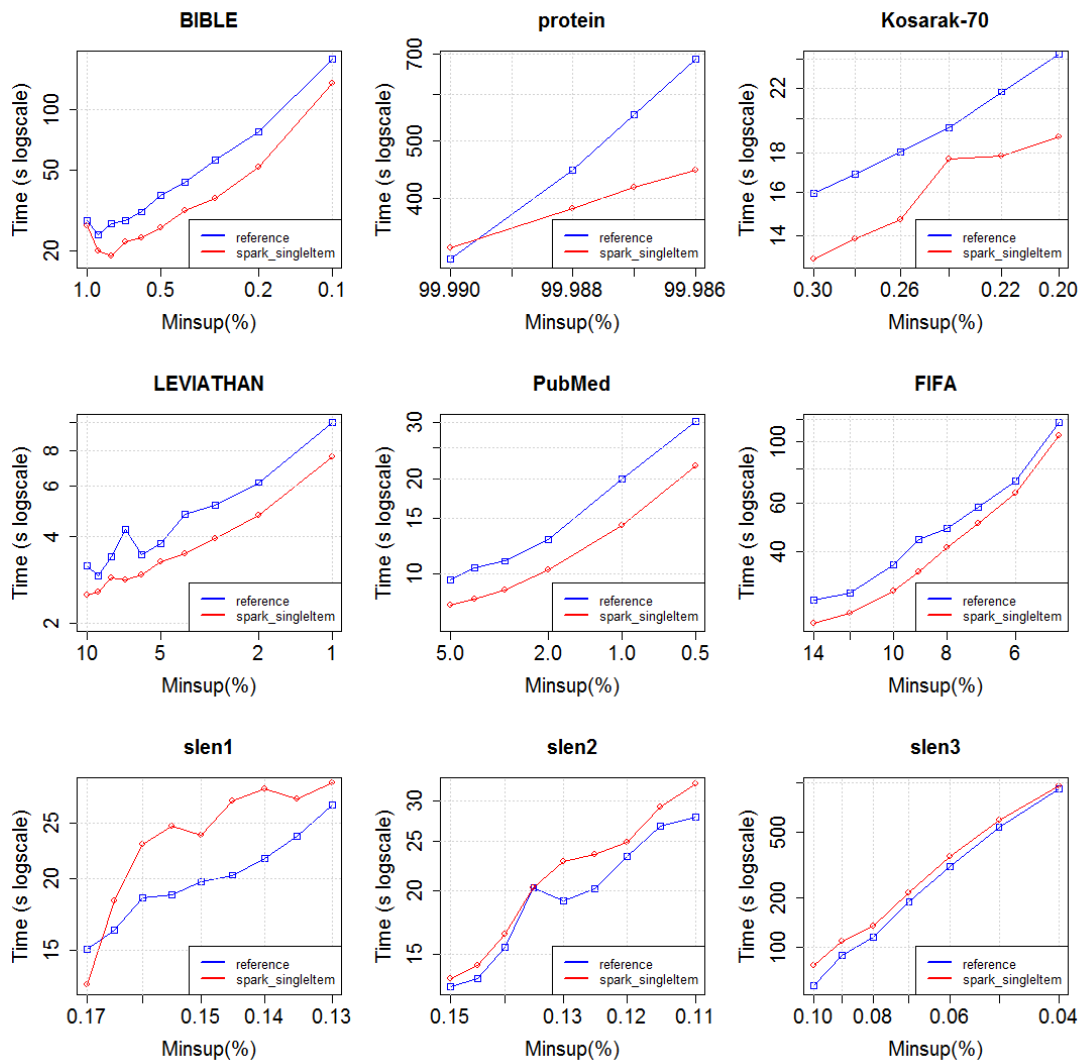 BIBLE
Time (s logscale)
100
50
20
1.0 0.5 0.2 0.1
Minsup(%)
reference
spark_singleItem
protein
Time (s logscale)
700
500
400
99.990 99.988 99.986
Minsup(%)
reference
spark_singleItem
Kosarak-70
Time (s logscale)
22
18
16
14
0.30 0.26 0.22 0.20
Minsup(%)
reference
spark_singleItem
LEVIATHAN
Time (s logscale)
8
6
4
2
10 5 2 1
Minsup(%)
reference
spark_singleItem
PubMed
Time (s logscale)
30
20
15
10
5.0 2.0 1.0 0.5
Minsup(%)
reference
spark_singleItem
FIFA
Time (s logscale)
100
60
40
14 10 8 6
Minsup(%)
reference
spark_singleItem
slen1
Time (s logscale)
25
20
15
0.17 0.15 0.14 0.13
Minsup(%)
reference
spark_singleItem
slen2
Time (s logscale)
30
25
20
15
0.15 0.13 0.12 0.11
Minsup(%)
reference
spark_singleItem
slen3
Time (s logscale)
500
200
100
0.10 0.08 0.06 0.04
Minsup(%)
reference
spark_singleItem